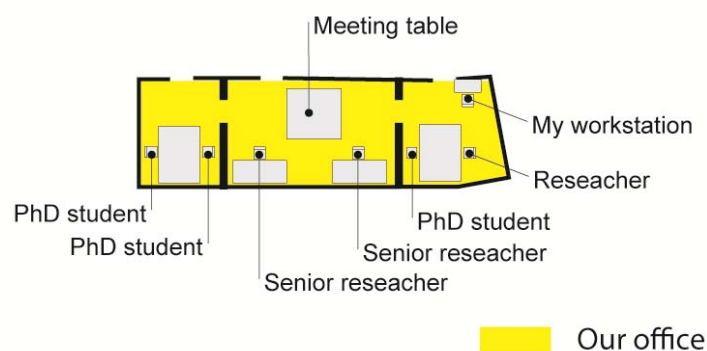 Meeting table
My workstation
Reseacher
PhD student
PhD student
PhD student
Senior reseacher
Senior reseacher
Our office